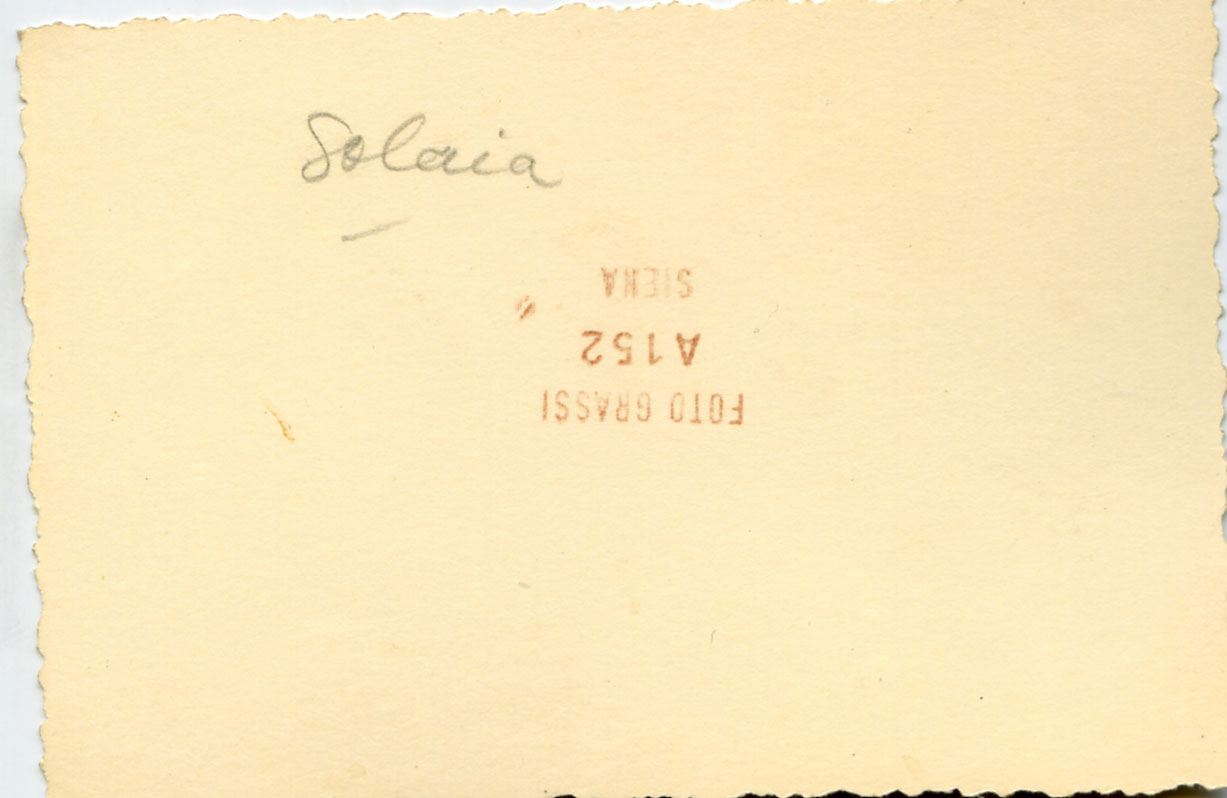 Solaia
FOTO GRASSI
A152
SIENA